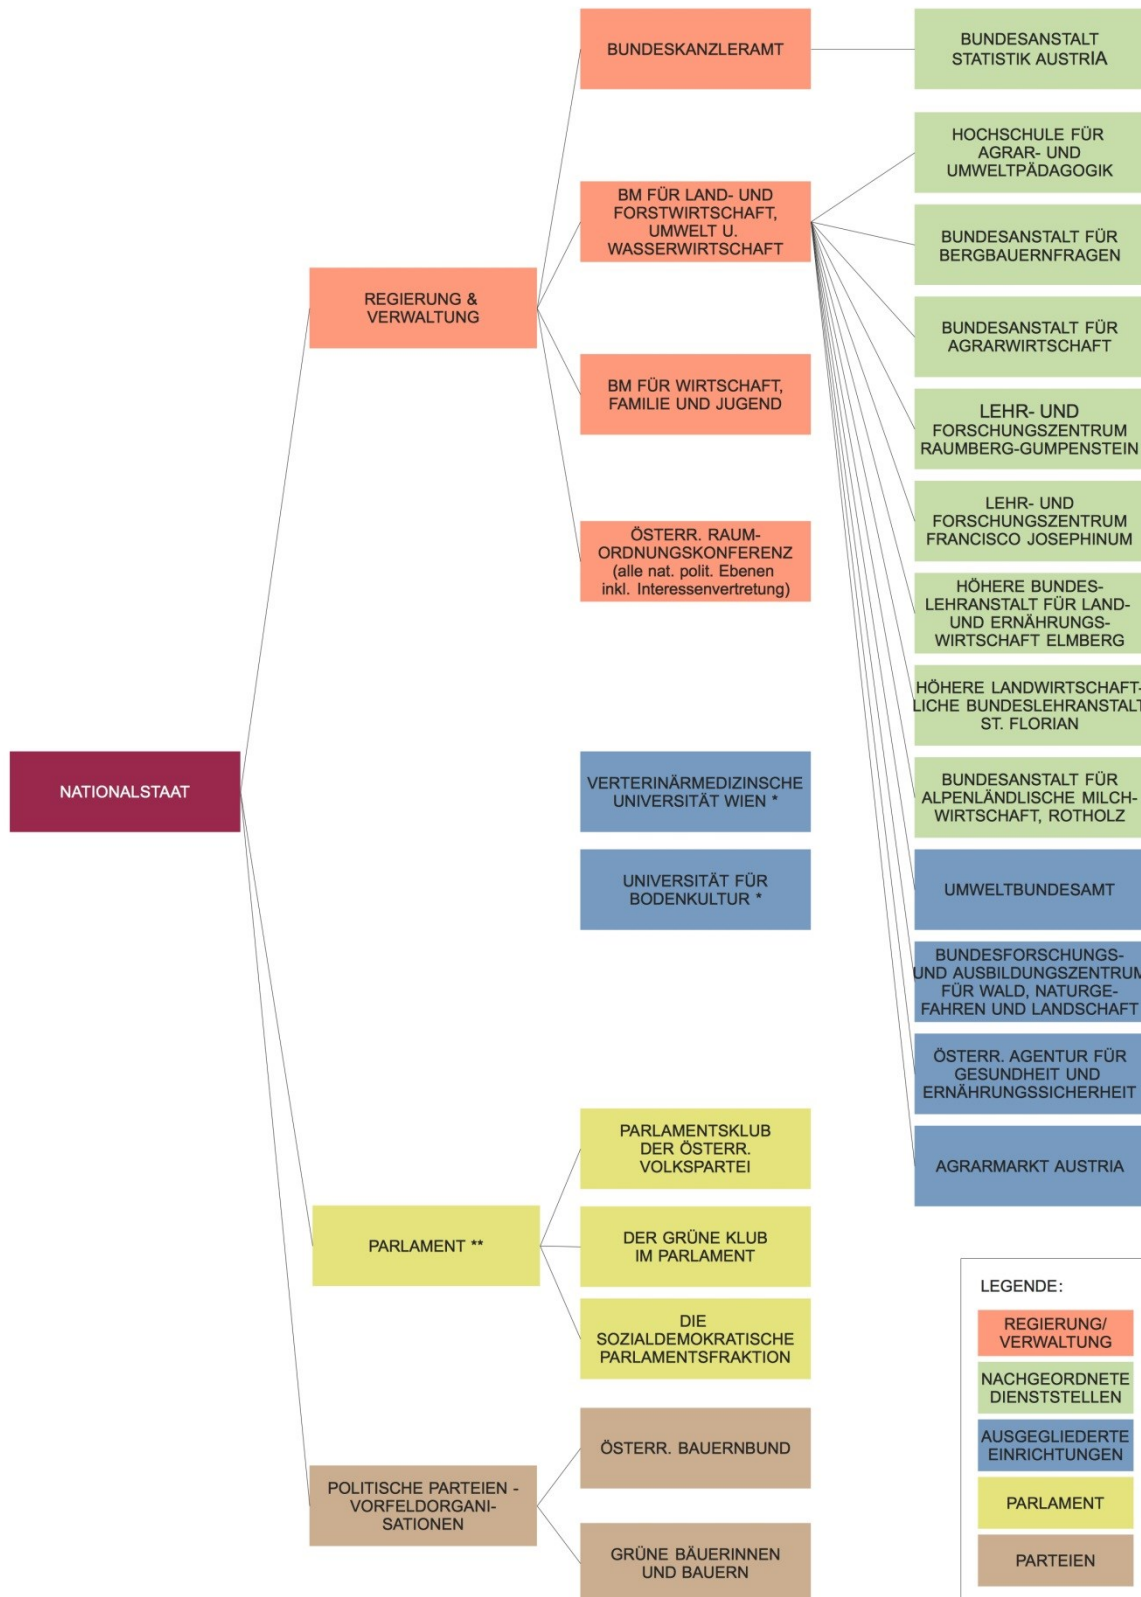 BUNDESKANZLERAMT
BUNDESANSTALT
STATISTIK AUSTRIA
HOCHSCHULE FÜR
AGRAR- UND
UMWELTPÄDAGOGIK
BM FÜR LAND- UND
FORSTWIRTSCHAFT,
UMWELT U.
WASSERWIRTSCHAFT
BUNDESANSTALT FÜR
BERGBAUERNFRAGEN
REGIERUNG &
VERWALTUNG
BUNDESANSTALT FÜR
AGRARWIRTSCHAFT
BM FÜR WIRTSCHAFT,
FAMILIE UND JUGEND
LEHR- UND
FORSCHUNGSZENTRUM
RAUMBERG-GUMPENSTEIN
LEHR- UND
FORSCHUNGSZENTRUM
FRANCISCO JOSEPHINUM
ÖSTERR. RAUM-
ORDNUNGSKONFERENZ
(alle nat. polit. Ebenen
inkl. Interessenvertretung)
HÖHERE BUNDES-
LEHRANSTALT FÜR LAND-
UND ERNÄHRUNGS-
WIRTSCHAFT ELMBERG
HÖHERE LANDWIRTSCHAFT-
LICHE BUNDESLEHRANSTALT
ST. FLORIAN
NATIONALSTAAT
VERTERINÄRMEDIZINSCHE
UNIVERSITÄT WIEN *
BUNDESANSTALT FÜR
ALPENLÄNDLISCHE MILCH-
WIRTSCHAFT, ROTHOLZ
UNIVERSITÄT FÜR
BODENKULTUR *
UMWELTBUNDESAMT
BUNDESFORSCHUNGS-
UND AUSBILDUNGSZENTRUM
FÜR WALD, NATURGE-
FAHREN UND LANDSCHAFT
ÖSTERR. AGENTUR FÜR
GESUNDHEIT UND
ERNÄHRUNGSSICHERHEIT
PARLAMENTSKLUB
DER ÖSTERR.
VOLKSPARTEI
AGRARMARKT AUSTRIA
PARLAMENT **
DER GRÜNE KLUB
IM PARLAMENT
DIE
SOZIALDEMOKRATISCHE
PARLAMENTSFRAKTION
ÖSTERR. BAUERNBUND
POLITISCHE PARTEIEN -
VORFELDORGANI-
SATIONEN
GRÜNE BÄUERINNEN
UND BAUERN
LEGENDE:
REGIERUNG/
VERWALTUNG
NACHGEORDNETE
DIENSTSTELLEN
AUSGEGLIEDERTE
EINRICHTUNGEN
PARLAMENT
PARTEIEN